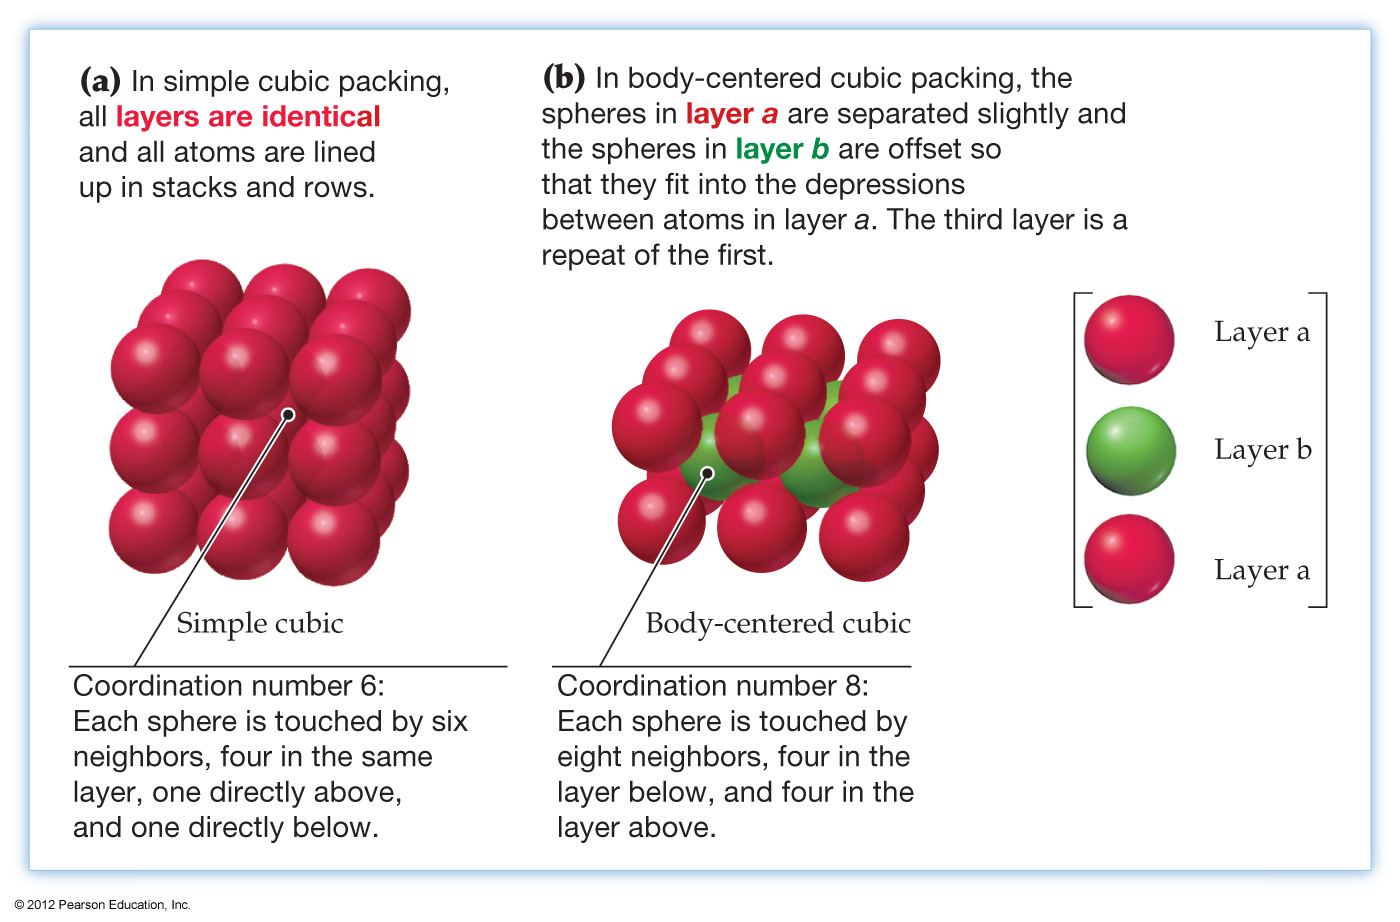 (a) In simple cubic packing,
all layers are identical
and all atoms are lined
up in stacks and rows.
Simple cubic
Coordination number 6:
Each sphere is touched by six
neighbors, four in the same
layer, one directly above,
and one directly below.
(b) In body-centered cubic packing, the
spheres in layer a are separated slightly and
the spheres in layer b are offset so
that they fit into the depressions
between atoms in layer a. The third layer is a
repeat of the first.
Body-centered cubic
Coordination number 8:
Each sphere is touched by
eight neighbors, four in the
layer below, and four in the
layer above.
Layer a
Layer b
Layer a
© 2012 Pearson Education, Inc.